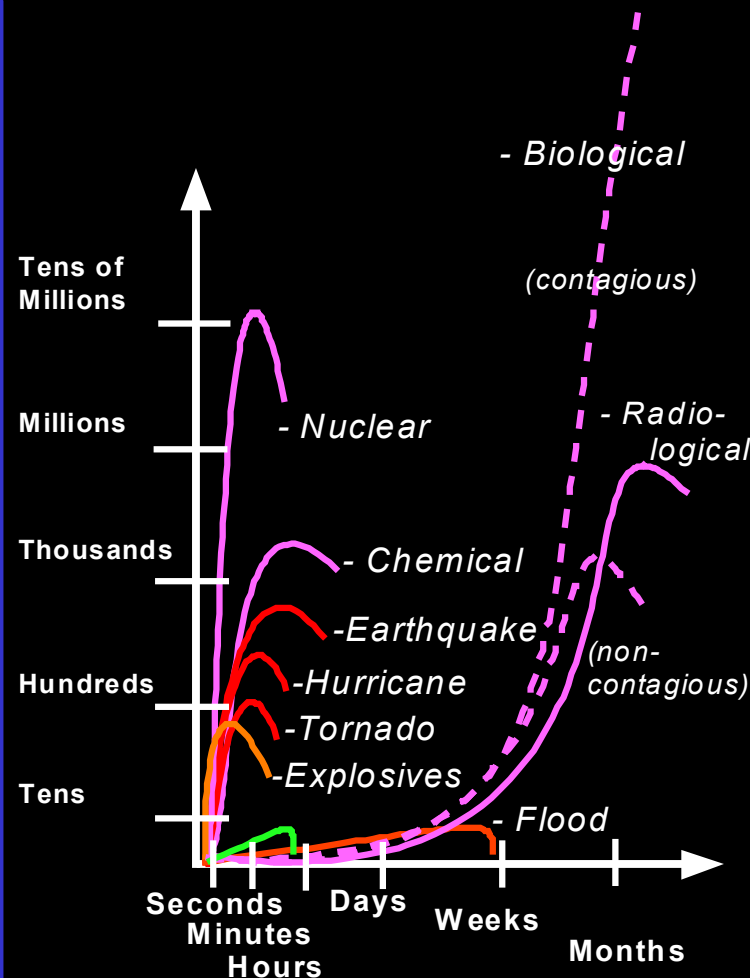 - Biological
Tens of
Millions
(contagious)
Millions
- Nuclear
- Radio-
logical
Thousands
- Chemical
-Earthquake
(non-
contagious)
Hundreds
-Hurricane
-Tornado
-Explosives
Tens
- Flood
Seconds
Minutes
Hours
Days
Weeks
Months